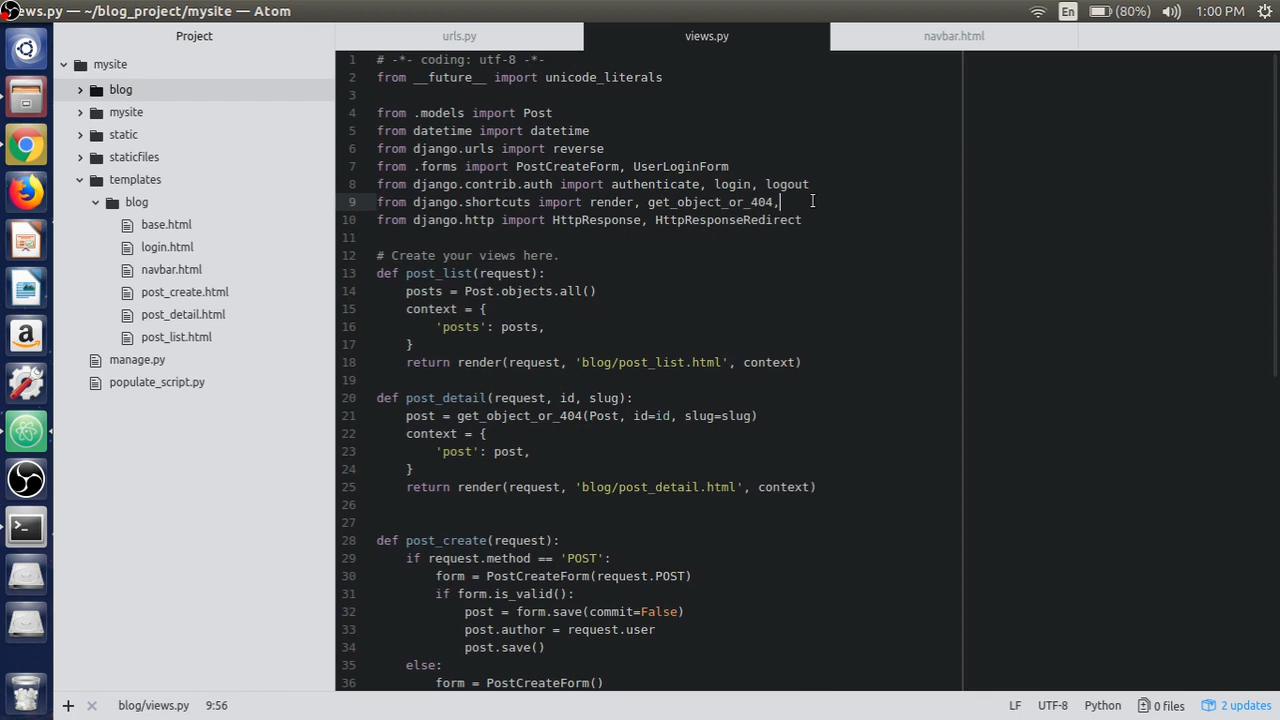 views.py — ~/blog_project/mysite — Atom
En
(80%)
1:00 PM
Project
urls.py
views.py
navbar.html
mysite
blog
mysite
static
staticfiles
templates
blog
base.html
login.html
navbar.html
post_create.html
post_detail.html
post_list.html
manage.py
populate_script.py
1 # -*- coding: utf-8 -*-
2 from __future__ import unicode_literals
3
4 from .models import Post
5 from datetime import datetime
6 from django.urls import reverse
7 from .forms import PostCreateForm, UserLoginForm
8 from django.contrib.auth import authenticate, login, logout
9 from django.shortcuts import render, get_object_or_404,
10 from django.http import HttpResponse, HttpResponseRedirect
11
12 # Create your views here.
13 def post_list(request):
14 posts = Post.objects.all()
15 context = {
16 'posts': posts,
17 }
18 return render(request, 'blog/post_list.html', context)
19
20 def post_detail(request, id, slug):
21 post = get_object_or_404(Post, id=id, slug=slug)
22 context = {
23 'post': post,
24 }
25 return render(request, 'blog/post_detail.html', context)
26
27
28 def post_create(request):
29 if request.method == 'POST':
30 form = PostCreateForm(request.POST)
31 if form.is_valid():
32 post = form.save(commit=False)
33 post.author = request.user
34 post.save()
35 else:
36 form = PostCreateForm()
blog/views.py
9:56
LF
UTF-8
Python
0 files
2 updates